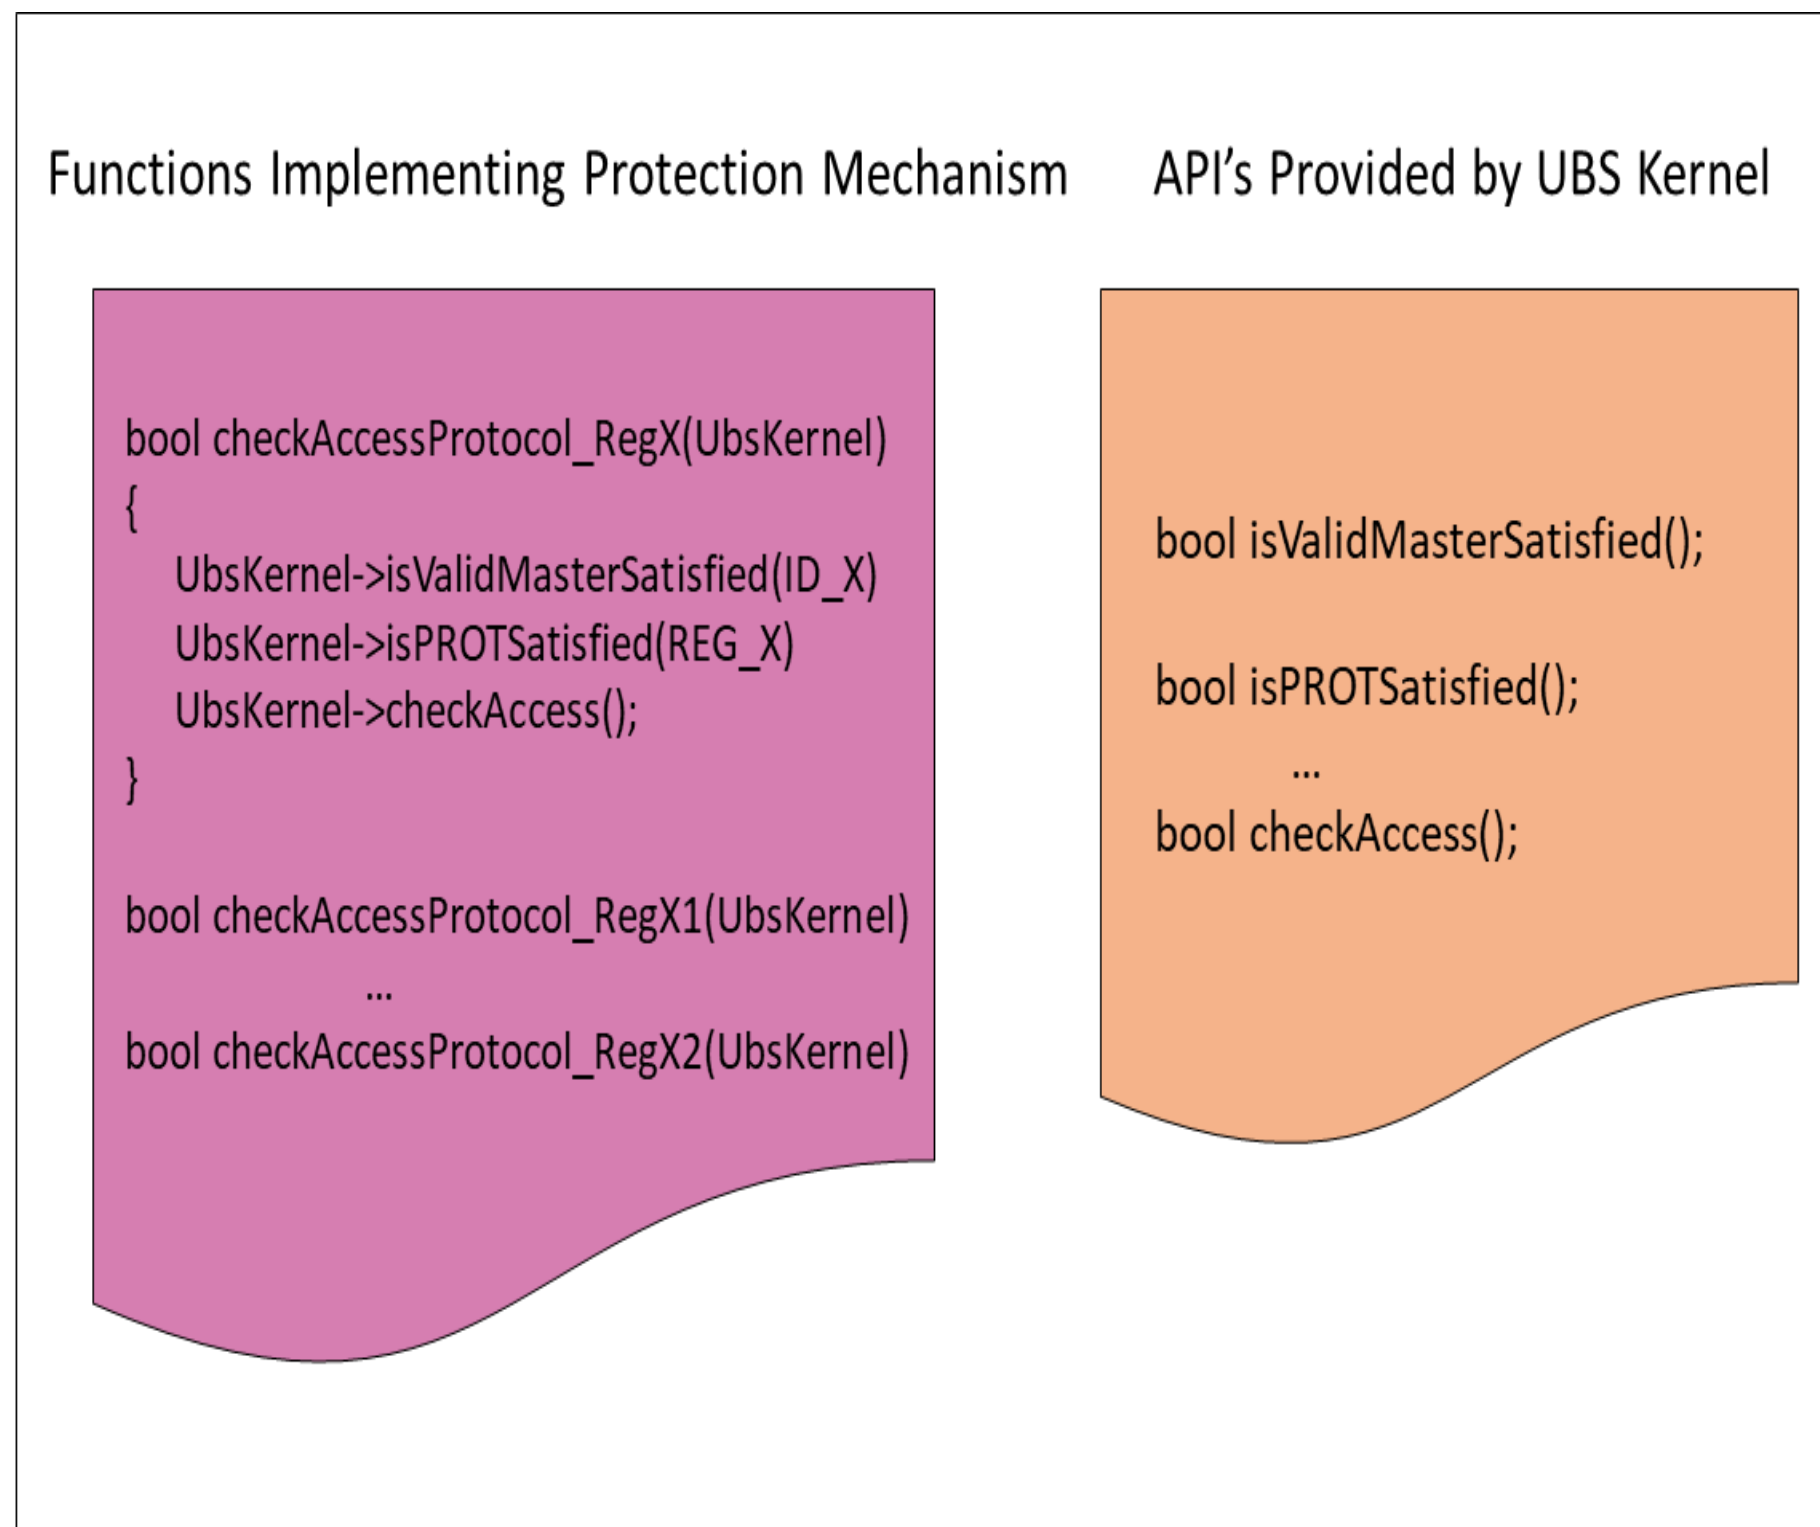 Functions Implementing Protection Mechanism
bool checkAccessProtocol_RegX(UbsKernel)
{
UbsKernel->isValidMasterSatisfied(ID_X)
UbsKernel->isPROTSatisfied(REG_X)
UbsKernel->checkAccess();
}
bool checkAccessProtocol_RegX1(UbsKernel)
...
bool checkAccessProtocol_RegX2(UbsKernel)
API’s Provided by UBS Kernel
bool isValidMasterSatisfied();
bool isPROTSatisfied();
...
bool checkAccess();